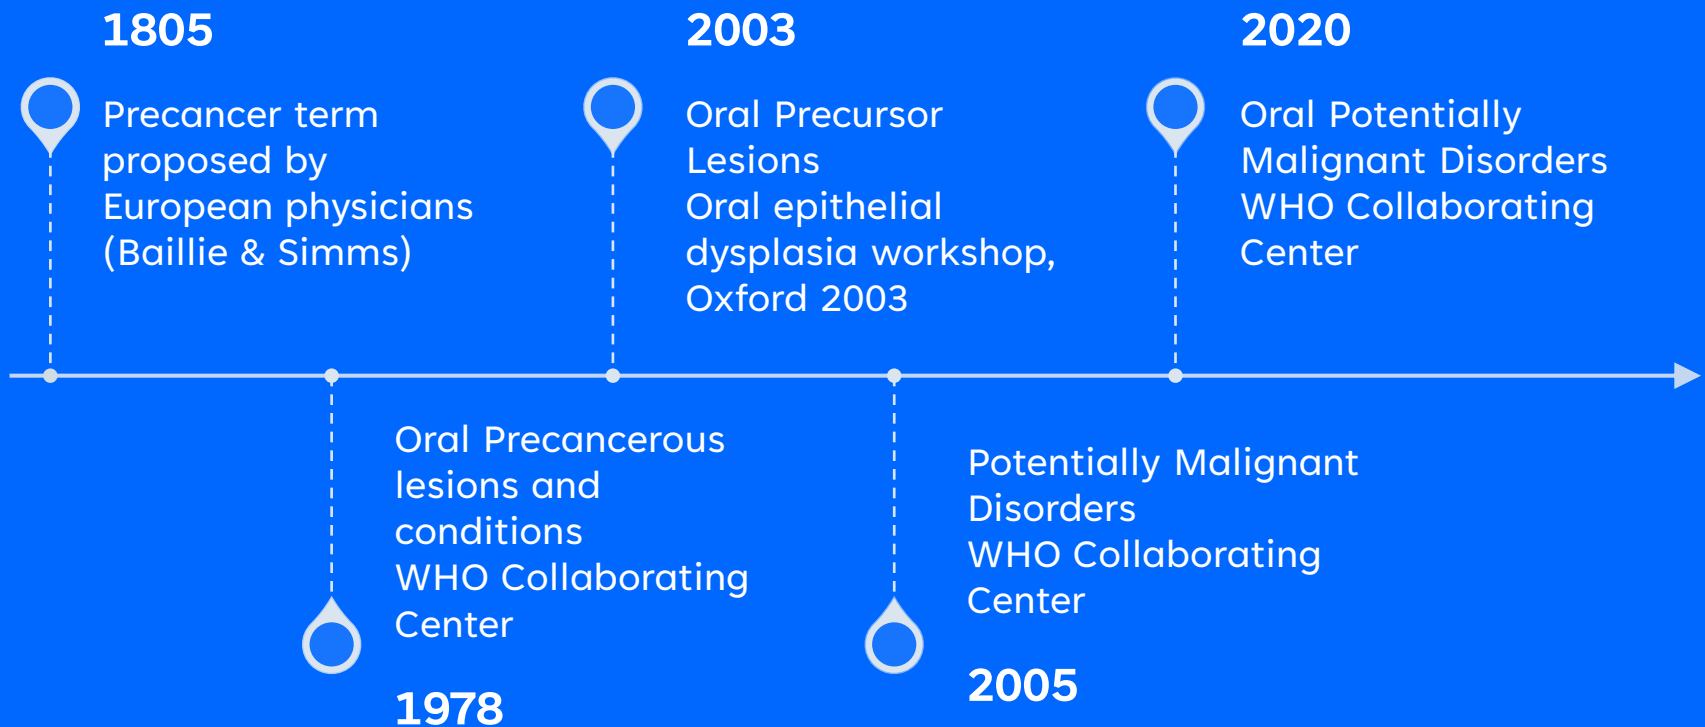 1805
Precancer term
proposed by
European physicians
(Baillie & Simms)
Oral Precancerous
lesions and
conditions
WHO Collaborating
Center
1978
2003
Oral Precursor
Lesions
Oral epithelial
dysplasia workshop,
Oxford 2003
Potentially Malignant
Disorders
WHO Collaborating
Center
2005
2020
Oral Potentially
Malignant Disorders
WHO Collaborating
Center